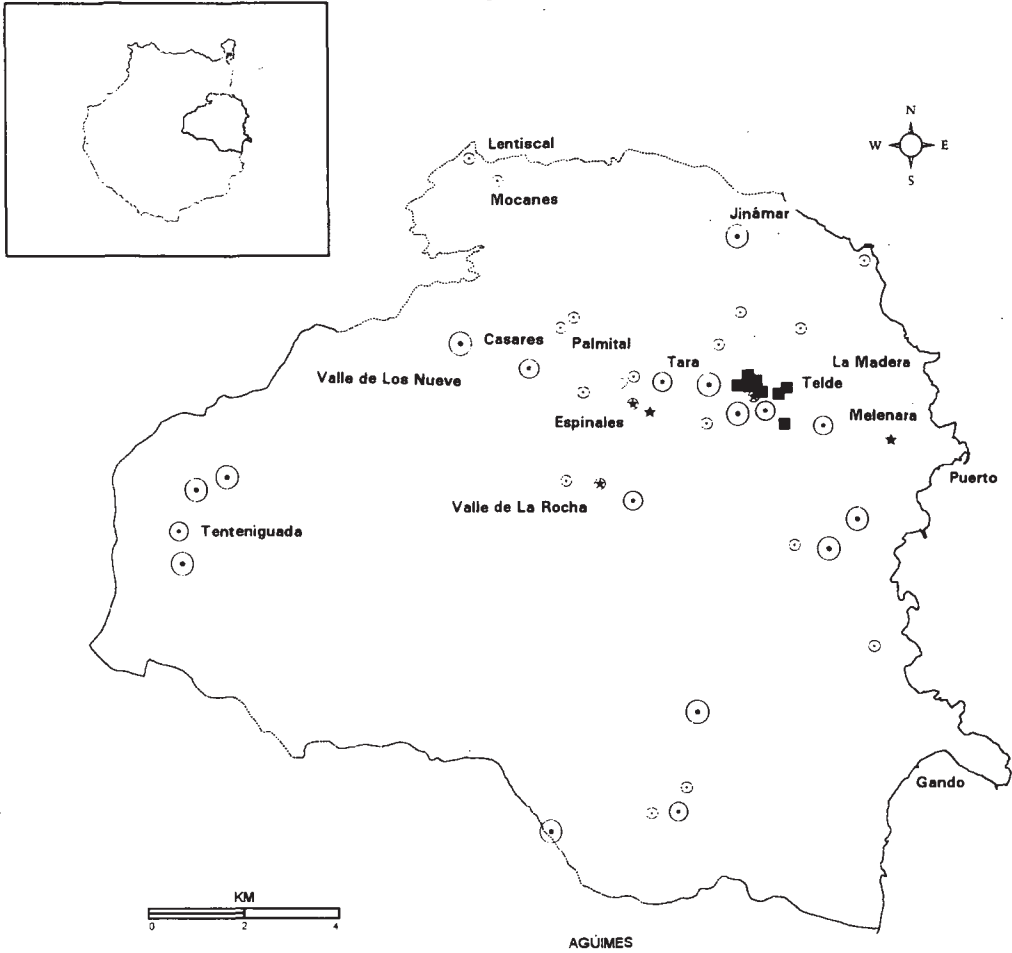 N
W E
S
Lentiscal
Mocanes
Jinámar
Casares
Palmital
Valle de Los Nueve
Tara
La Madera
Telde
Espinales
Melenara
Puerto
Valle de La Rocha
Tenteniguada
Gando
KM
0 2 4
AGÜIMES